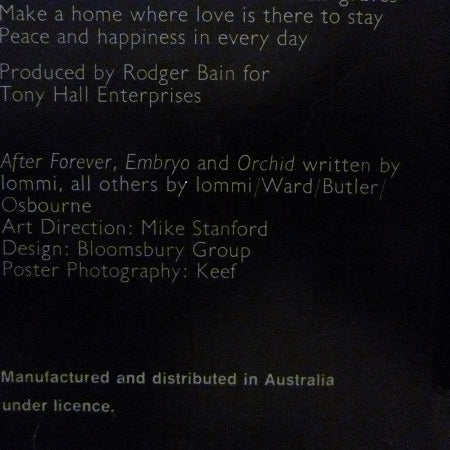 graves
Make a home where love is there to stay
Peace and happiness in every day
Produced by Rodger Bain for
Tony Hall Enterprises
After Forever, Embryo and Orchid written by
Iommi, all others by Iommi/Ward/Butler/
Osbourne
Art Direction: Mike Stanford
Design: Bloomsbury Group
Poster Photography: Keef
Manufactured and distributed in Australia
under licence.